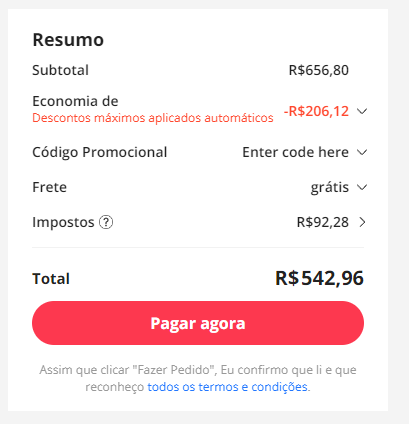 Resumo
Subtotal R$656,80
Economia de
Descontos máximos aplicados automáticos -R$206,12
Código Promocional Enter code here
Frete grátis
Impostos ? R$92,28
Total R$542,96
Pagar agora
Assim que clicar "Fazer Pedido", Eu confirmo que li e que
reconheço todos os termos e condições.